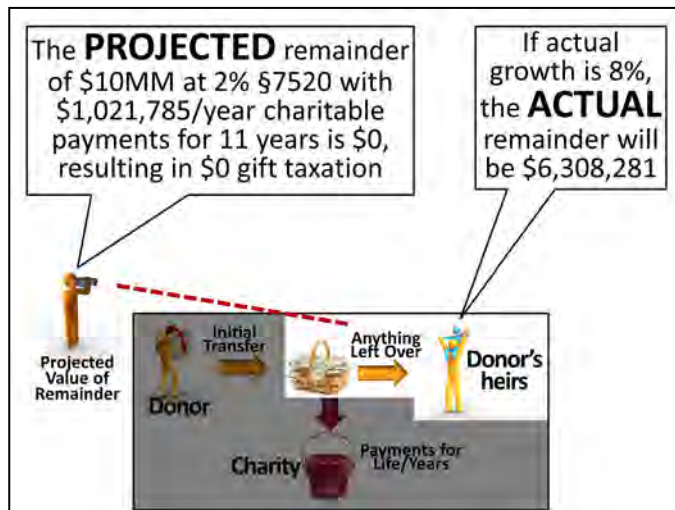 The PROJECTED remainder
of $10MM at 2% §7520 with
$1,021,785/year charitable
payments for 11 years is $0,
resulting in $0 gift taxation
If actual
growth is 8%,
the ACTUAL
remainder will
be $6,308,281
Projected
Value of
Remainder
Initial
Transfer
Donor
Anything
Left Over
Donor's
heirs
Charity
Payments for
Life/Years